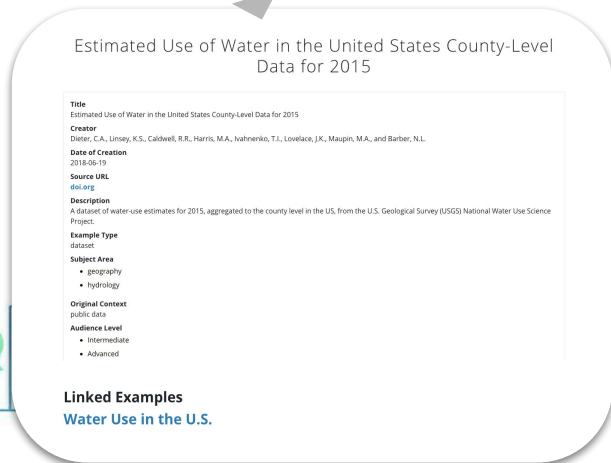 Estimated Use of Water in the United States County-Level
Data for 2015
Title
Estimated Use of Water in the United States County-Level Data for 2015
Creator
Dieter, C.A., Linsey, K.S., Caldwell, R.R., Harris, M.A., Ivahnenko, T.I., Lovelace, J.K., Maupin, M.A., and Barber, N.L.
Date of Creation
2018-06-19
Source URL
doi.org
Description
A dataset of water-use estimates for 2015, aggregated to the county level in the US, from the U.S. Geological Survey (USGS) National Water Use Science
Project.
Example Type
dataset
Subject Area
• geography
• hydrology
Original Context
public data
Audience Level
• Intermediate
• Advanced
Linked Examples
Water Use in the U.S.